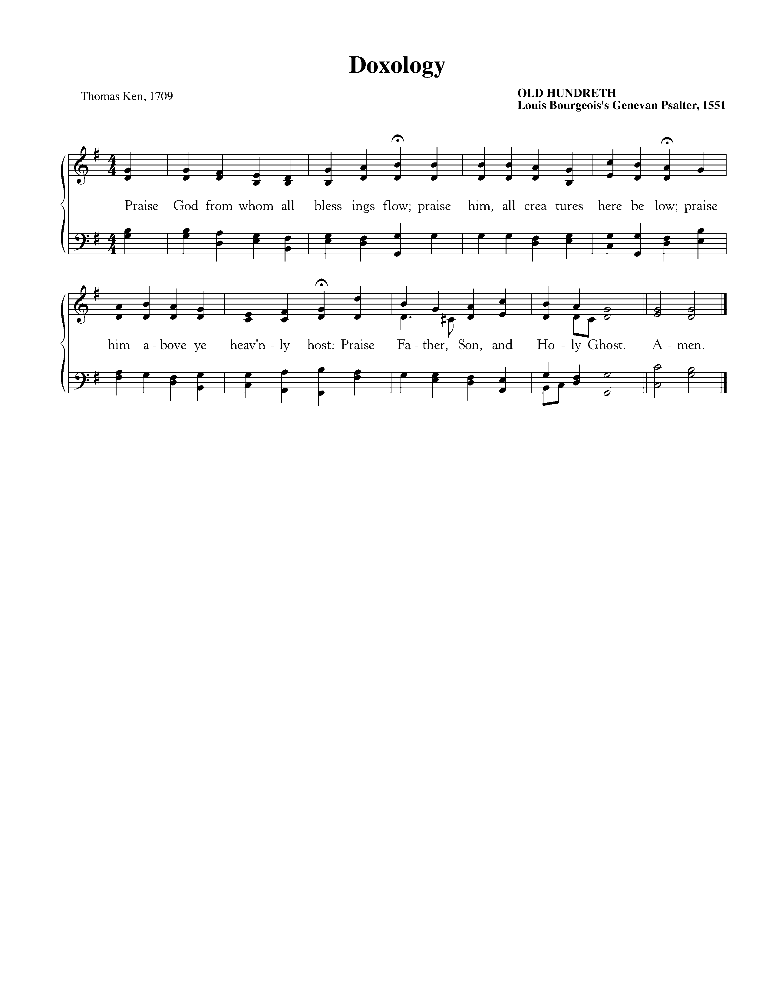 Doxology
Thomas Ken, 1709
OLD HUNDRETH
Louis Bourgeois's Genevan Psalter, 1551
Praise God from whom all bless - ings flow; praise him, all crea - tures here be - low; praise
him a - bove ye heav'n - ly host: Praise Fa - ther, Son, and Ho - ly Ghost. A - men.